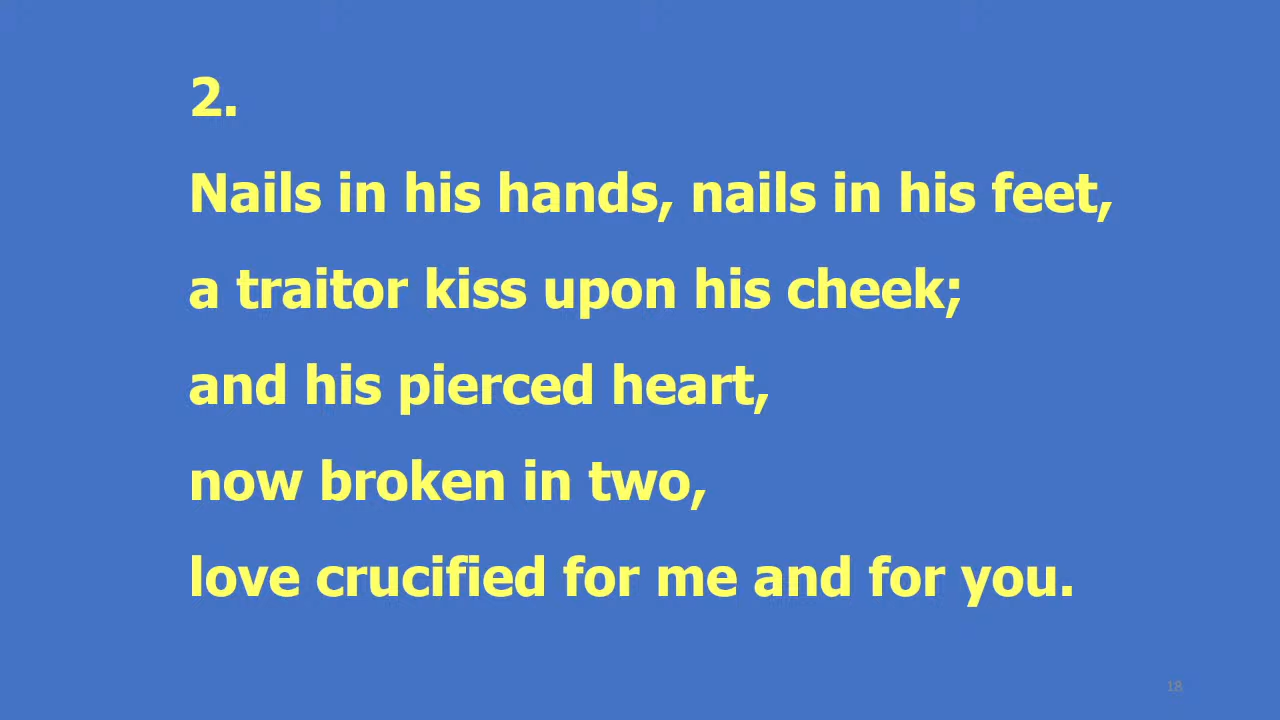 2.
Nails in his hands, nails in his feet,
a traitor kiss upon his cheek;
and his pierced heart,
now broken in two,
love crucified for me and for you.
18